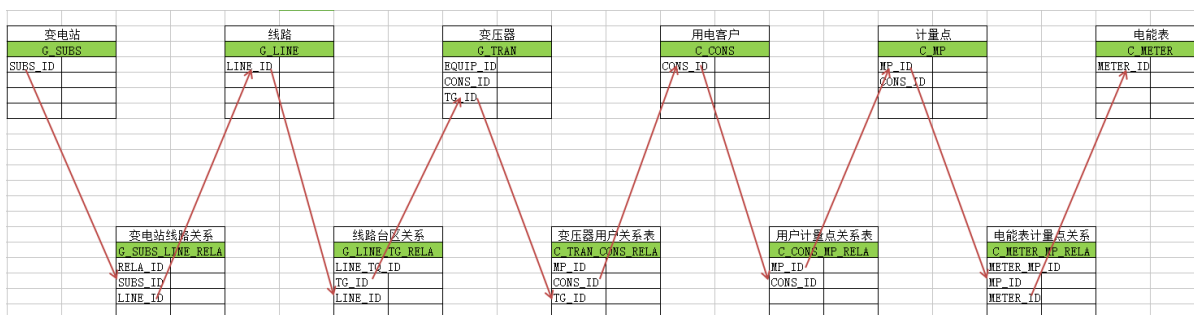 变电站
G_SUBS
SUBS_ID
线路
G_LINE
LINE_ID
变压器
G_TRAN
EQUIP_ID
CONS_ID
TG_ID
用电客户
C_CONS
CONS_ID
计量点
C_MP
MP_ID
CONS_ID
电能表
C_METER
METER_ID
变电站线路关系
G_SUBS_LINE_RELA
RELA_ID
SUBS_ID
LINE_ID
线路台区关系
G_LINE_TG_RELA
LINE_TQ_ID
TG_ID
LINE_ID
变压器用户关系表
C_TRAN_CONS_RELA
MP_ID
CONS_ID
TG_ID
用户计量点关系表
C_CONS_MP_RELA
MP_ID
CONS_ID
电能表计量点关系
C_METER_MP_RELA
METER_MP_ID
MP_ID
METER_ID